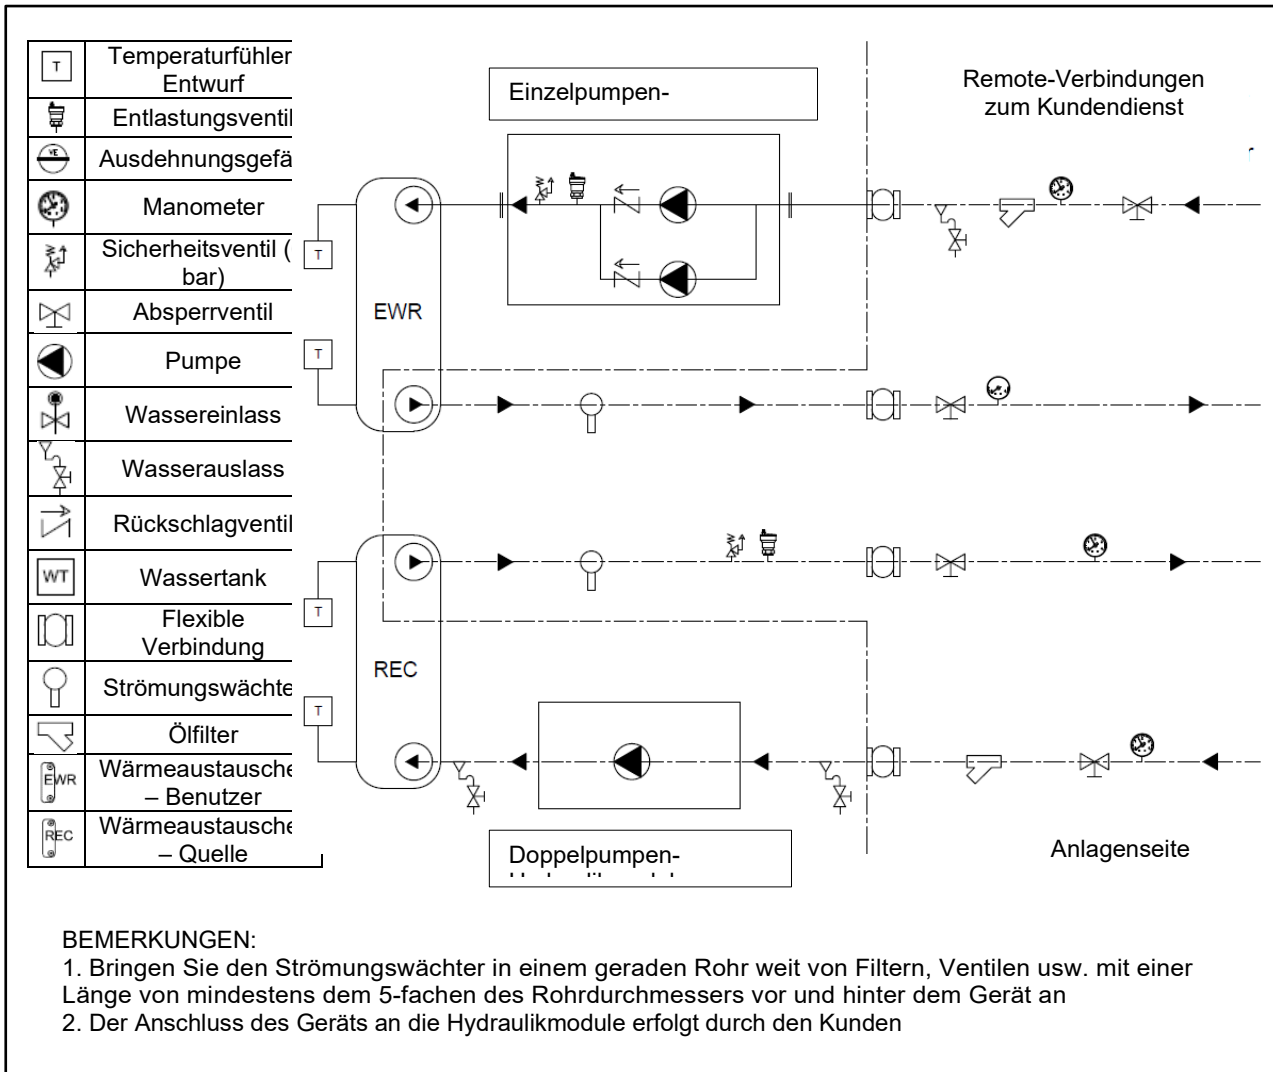 T
Temperaturfühler
Entwurf
Entlastungsventil
VE
Ausdehnungsgefä
Manometer
Sicherheitsventil (
bar)
Absperrventil
Pumpe
Wassereinlass
Wasserauslass
Rückschlagventil
WT
Wassertank
Flexible
Verbindung
Strömungswächte
Ölfilter
EWR
Wärmeaustausche
– Benutzer
REC
Wärmeaustausche
– Quelle
Einzelpumpen-
Remote-Verbindungen
zum Kundendienst
T
EWR
T
T
REC
T
Doppelpumpen-
Anlagenseite
BEMERKUNGEN:
1. Bringen Sie den Strömungswächter in einem geraden Rohr weit von Filtern, Ventilen usw. mit einer
Länge von mindestens dem 5-fachen des Rohrdurchmessers vor und hinter dem Gerät an
2. Der Anschluss des Geräts an die Hydraulikmodule erfolgt durch den Kunden